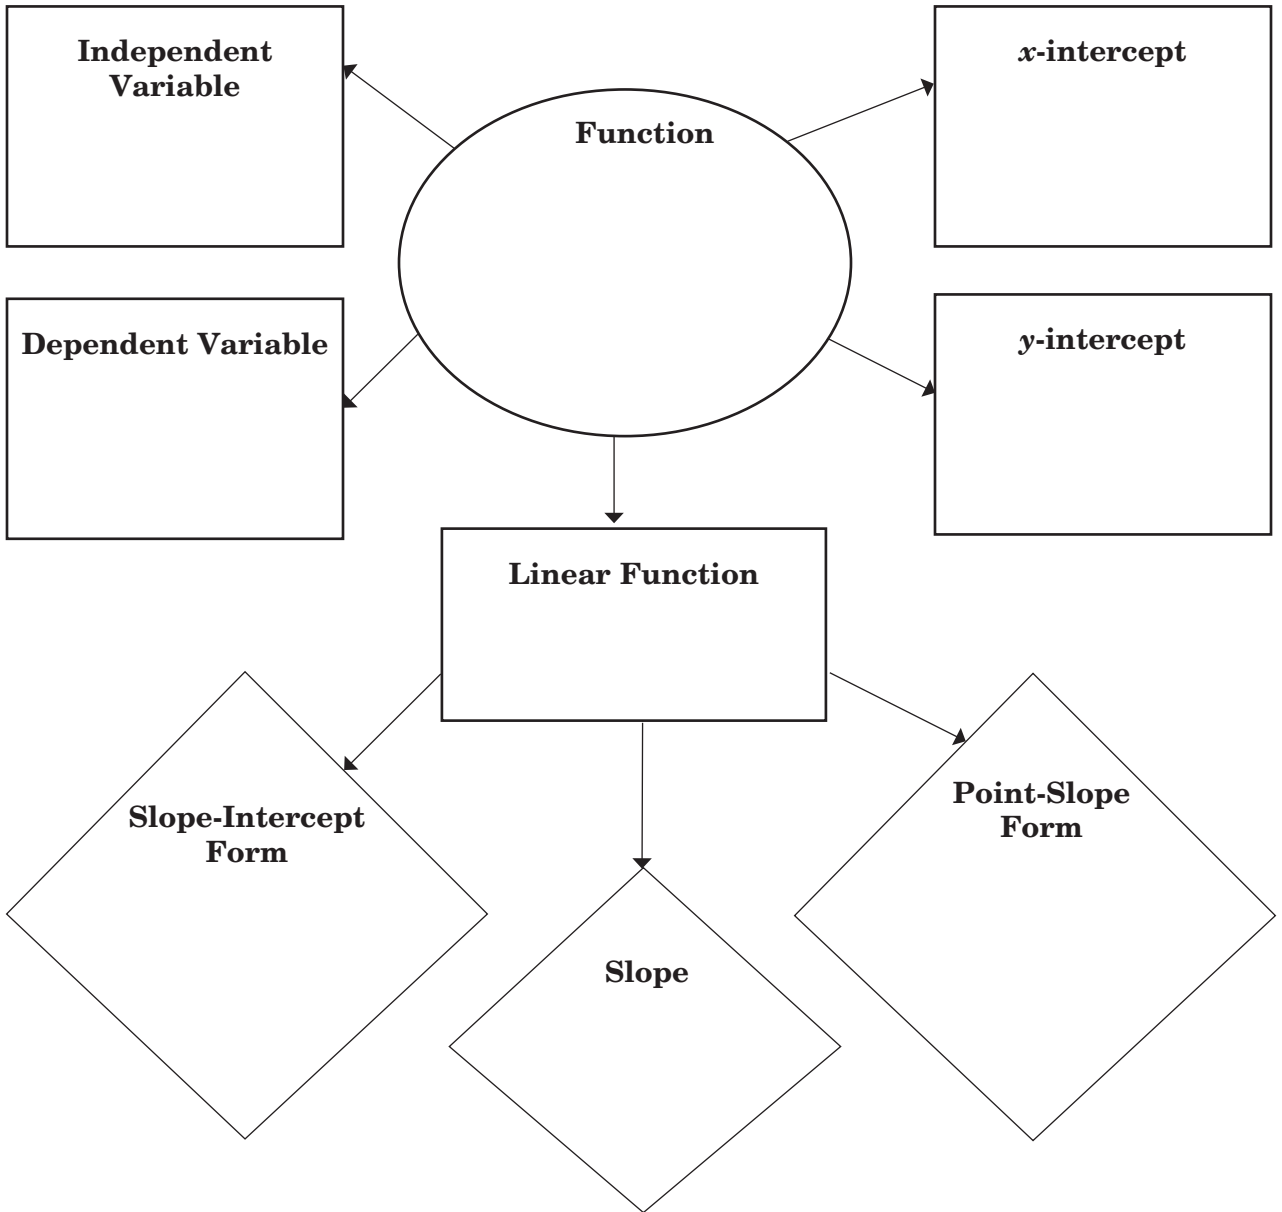 Independent
Variable
x-intercept
Function
Dependent Variable
y-intercept
Linear Function
Slope-Intercept
Form
Point-Slope
Form
Slope